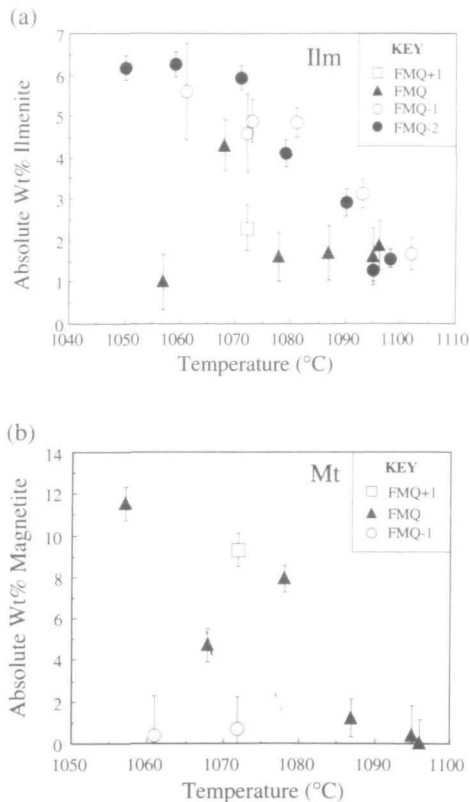 (a)
Ilm
KEY
FMQ+1
FMQ
FMQ-1
FMQ-2
Absolute Wt% Ilmenite
7
6
5
4
3
2
1
0
1040 1050 1060 1070 1080 1090 1100 1110
Temperature (°C)
(b)
Mt
KEY
FMQ+1
FMQ
FMQ-1
Absolute Wt% Magnetite
14
12
10
8
6
4
2
0
1050 1060 1070 1080 1090 1100
Temperature (°C)